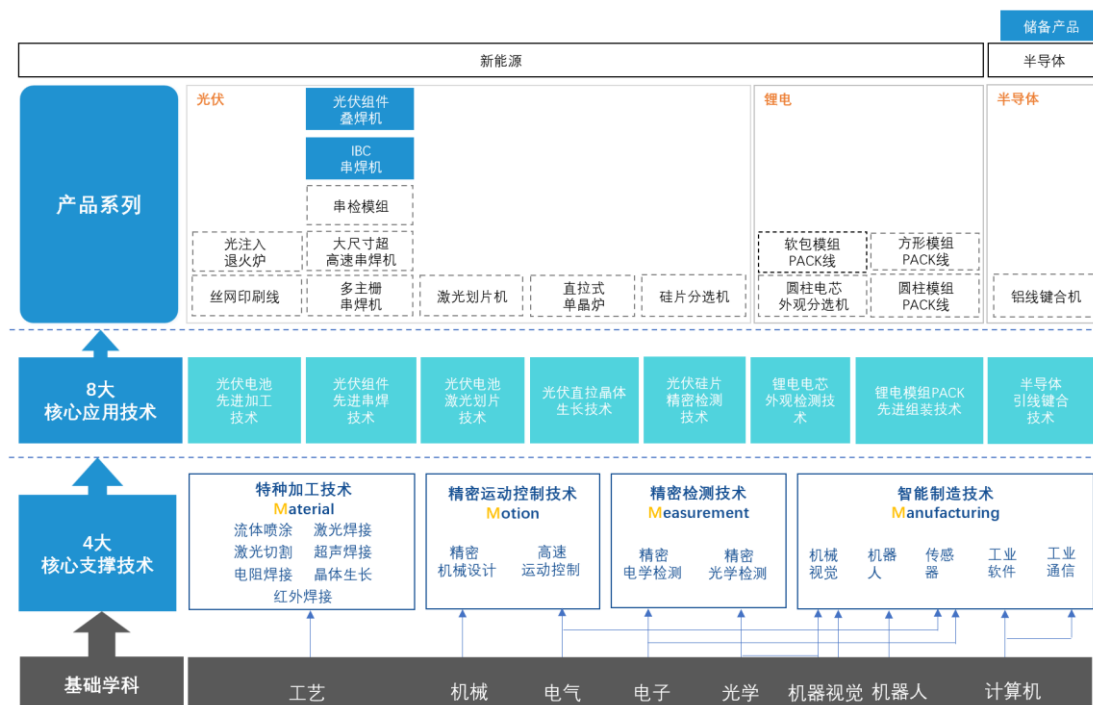 储备产品
新能源
半导体
产品系列
光伏
光伏组件
叠焊机
IBC
串焊机
串检模组
光注入
退火炉
大尺寸超
高速串焊机
丝网印刷线
多主栅
串焊机
激光划片机
直拉式
单晶炉
硅片分选机
锂电
软包模组
PACK线
方形模组
PACK线
圆柱电芯
外观分选机
圆柱模组
PACK线
半导体
铝线键合机
8大
核心应用技术
光伏电池
先进加工
技术
光伏组件
先进串焊
技术
光伏电池
激光划片
技术
光伏直拉晶体
生长技术
光伏硅片
精密检测
技术
锂电电芯
外观检测技
术
锂电模组PACK
先进组装技术
半导体
引线键合
技术
4大
核心支撑技术
特种加工技术
Material
流体喷涂 激光焊接
激光切割 超声焊接
电阻焊接 晶体生长
红外焊接
精密运动控制技术
Motion
精密
机械设计
高速
运动控制
精密检测技术
Measurement
精密
电学检测
精密
光学检测
智能制造技术
Manufacturing
机械
视觉
机器
人
传感
器
工业
软件
工业
通信
基础学科
工艺
机械
电气
电子
光学
机器视觉
机器人
计算机